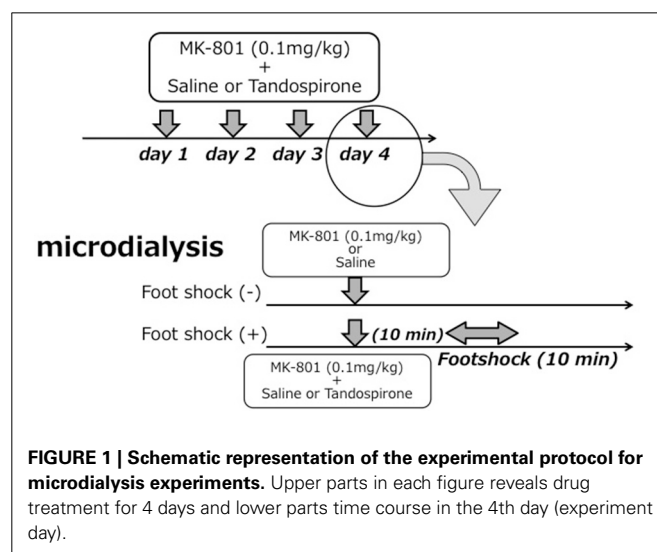 MK-801 (0.1mg/kg)
+
Saline or Tandospirone
day 1 day 2 day 3 day 4
microdialysis
MK-801 (0.1mg/kg)
or
Saline
Foot shock (-)
Foot shock (+)
(10 min)
Footshock (10 min)
MK-801 (0.1mg/kg)
+
Saline or Tandospirone
FIGURE 1 | Schematic representation of the experimental protocol for
microdialysis experiments. Upper parts in each figure reveals drug
treatment for 4 days and lower parts time course in the 4th day (experiment
day).